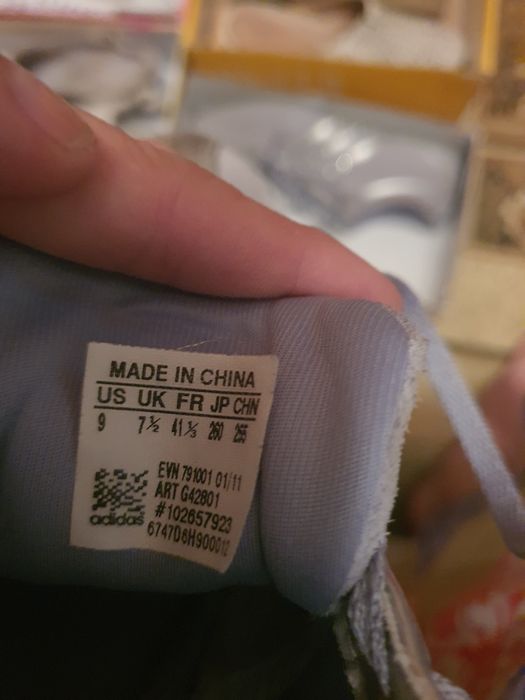 MADE IN CHINA
US UK FR JP CHN
9 7½ 41⅓ 260 255
EVN 791001 01/11
ART G42801
#102657923
adidas
6747D6H900012